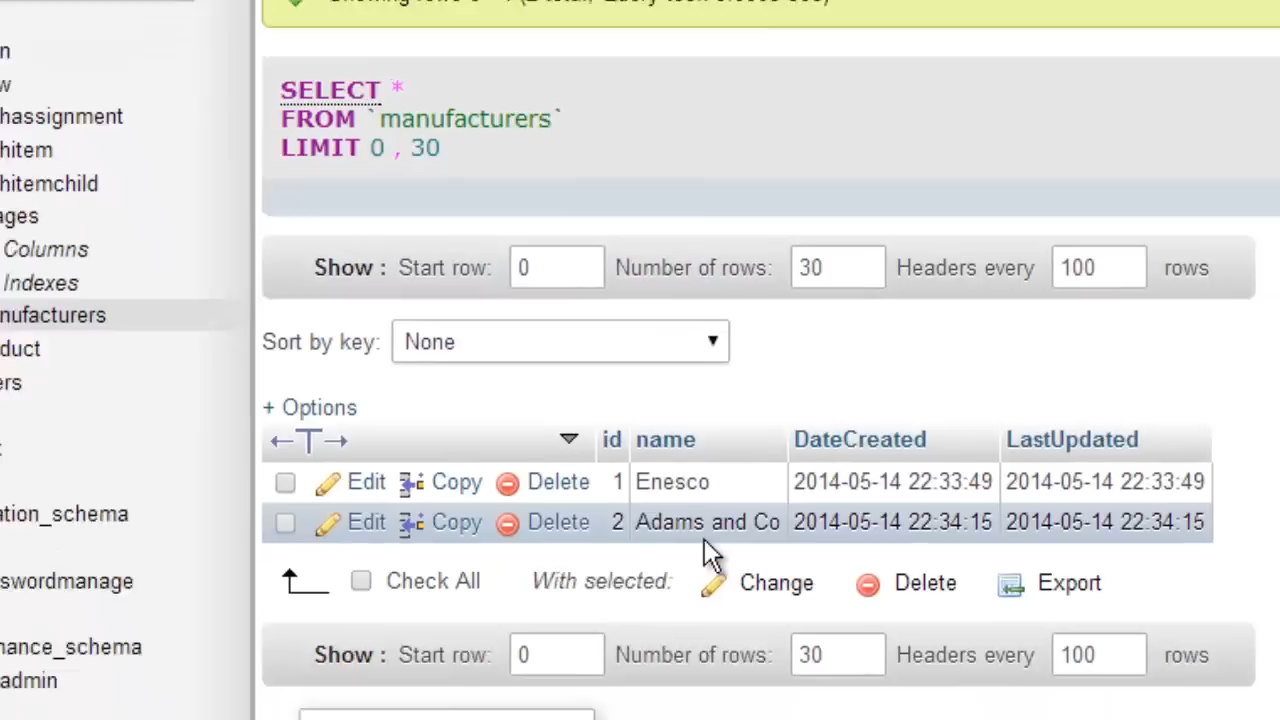 SELECT *
FROM `manufacturers`
LIMIT 0 , 30
n
w
hassignment
hitem
hitemchild
ages
Columns
Indexes
nufacturers
duct
ers
ation_schema
swordmanage
nance_schema
admin
Show : Start row: 0 Number of rows: 30 Headers every 100 rows
Sort by key: None
+ Options
id name DateCreated LastUpdated
Edit Copy Delete 1 Enesco 2014-05-14 22:33:49 2014-05-14 22:33:49
Edit Copy Delete 2 Adams and Co 2014-05-14 22:34:15 2014-05-14 22:34:15
Check All With selected: Change Delete Export
Show : Start row: 0 Number of rows: 30 Headers every 100 rows